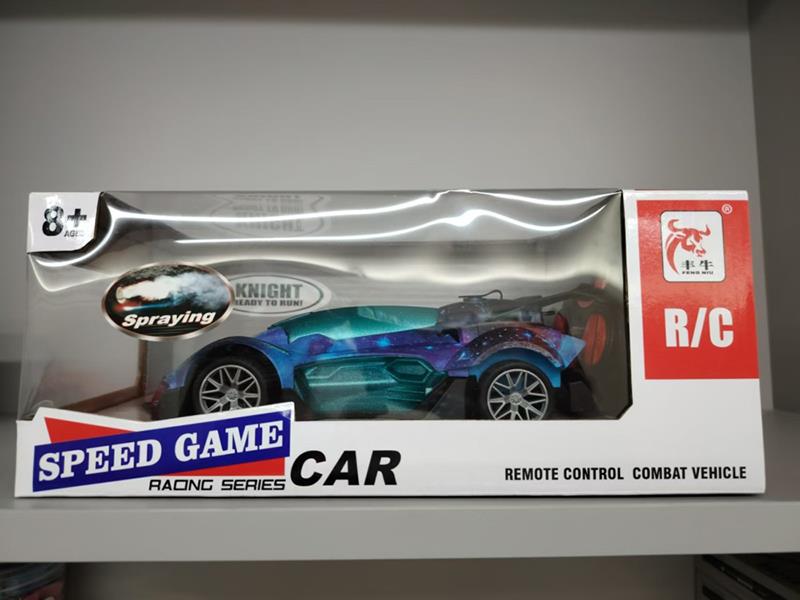 8+
AGES
Spraying
KNIGHT
READY TO RUN!
丰牛
FENG NIU
®
R/C
SPEED GAME
RACING SERIES
CAR
REMOTE CONTROL COMBAT VEHICLE